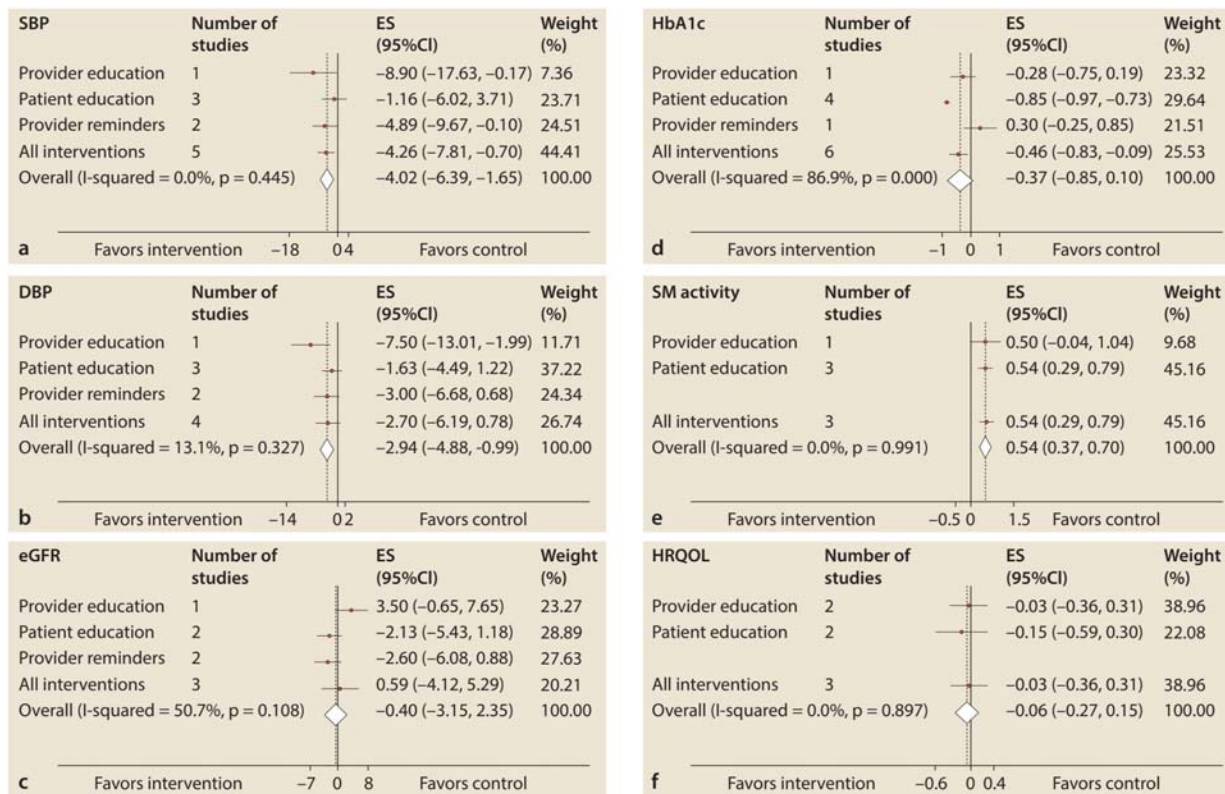 SBP Number of studies ES (95%Cl) Weight (%)
Provider education 1 −8.90 (−17.63, −0.17) 7.36
Patient education 3 −1.16 (−6.02, 3.71) 23.71
Provider reminders 2 −4.89 (−9.67, −0.10) 24.51
All interventions 5 −4.26 (−7.81, −0.70) 44.41
Overall (I-squared = 0.0%, p = 0.445) −4.02 (−6.39, −1.65) 100.00
a Favors intervention −18 0 4 Favors control
DBP Number of studies ES (95%Cl) Weight (%)
Provider education 1 −7.50 (−13.01, −1.99) 11.71
Patient education 3 −1.63 (−4.49, 1.22) 37.22
Provider reminders 2 −3.00 (−6.68, 0.68) 24.34
All interventions 4 −2.70 (−6.19, 0.78) 26.74
Overall (I-squared = 13.1%, p = 0.327) −2.94 (−4.88, -0.99) 100.00
b Favors intervention −14 0 2 Favors control
eGFR Number of studies ES (95%Cl) Weight (%)
Provider education 1 3.50 (−0.65, 7.65) 23.27
Patient education 2 −2.13 (−5.43, 1.18) 28.89
Provider reminders 2 −2.60 (−6.08, 0.88) 27.63
All interventions 3 0.59 (−4.12, 5.29) 20.21
Overall (I-squared = 50.7%, p = 0.108) −0.40 (−3.15, 2.35) 100.00
c Favors intervention −7 0 8 Favors control
HbA1c Number of studies ES (95%Cl) Weight (%)
Provider education 1 −0.28 (−0.75, 0.19) 23.32
Patient education 4 −0.85 (−0.97, −0.73) 29.64
Provider reminders 1 0.30 (−0.25, 0.85) 21.51
All interventions 6 −0.46 (−0.83, −0.09) 25.53
Overall (I-squared = 86.9%, p = 0.000) −0.37 (−0.85, 0.10) 100.00
d Favors intervention −1 0 1 Favors control
SM activity Number of studies ES (95%Cl) Weight (%)
Provider education 1 0.50 (−0.04, 1.04) 9.68
Patient education 3 0.54 (0.29, 0.79) 45.16
All interventions 3 0.54 (0.29, 0.79) 45.16
Overall (I-squared = 0.0%, p = 0.991) 0.54 (0.37, 0.70) 100.00
e Favors intervention −0.5 0 1.5 Favors control
HRQOL Number of studies ES (95%Cl) Weight (%)
Provider education 2 −0.03 (−0.36, 0.31) 38.96
Patient education 2 −0.15 (−0.59, 0.30) 22.08
All interventions 3 −0.03 (−0.36, 0.31) 38.96
Overall (I-squared = 0.0%, p = 0.897) −0.06 (−0.27, 0.15) 100.00
f Favors intervention −0.6 0 0.4 Favors control